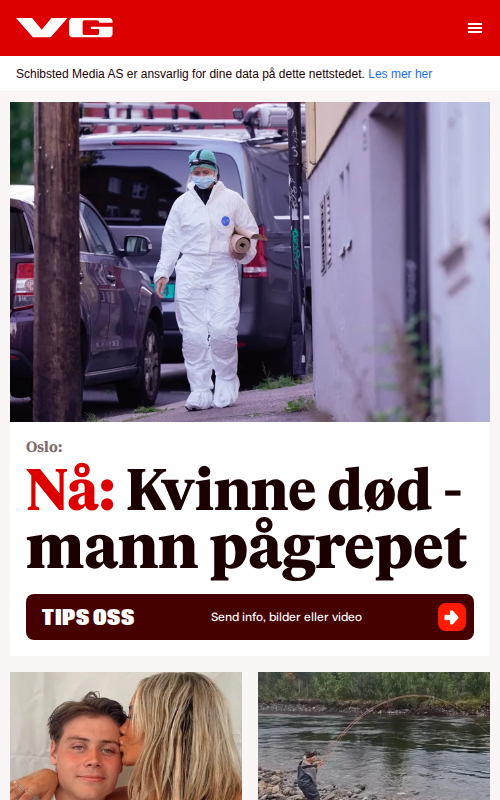 VG
Schibsted Media AS er ansvarlig for dine data på dette nettstedet. Les mer her
Oslo:
Nå: Kvinne død -
mann pågrepet
TIPS OSS Send info, bilder eller video